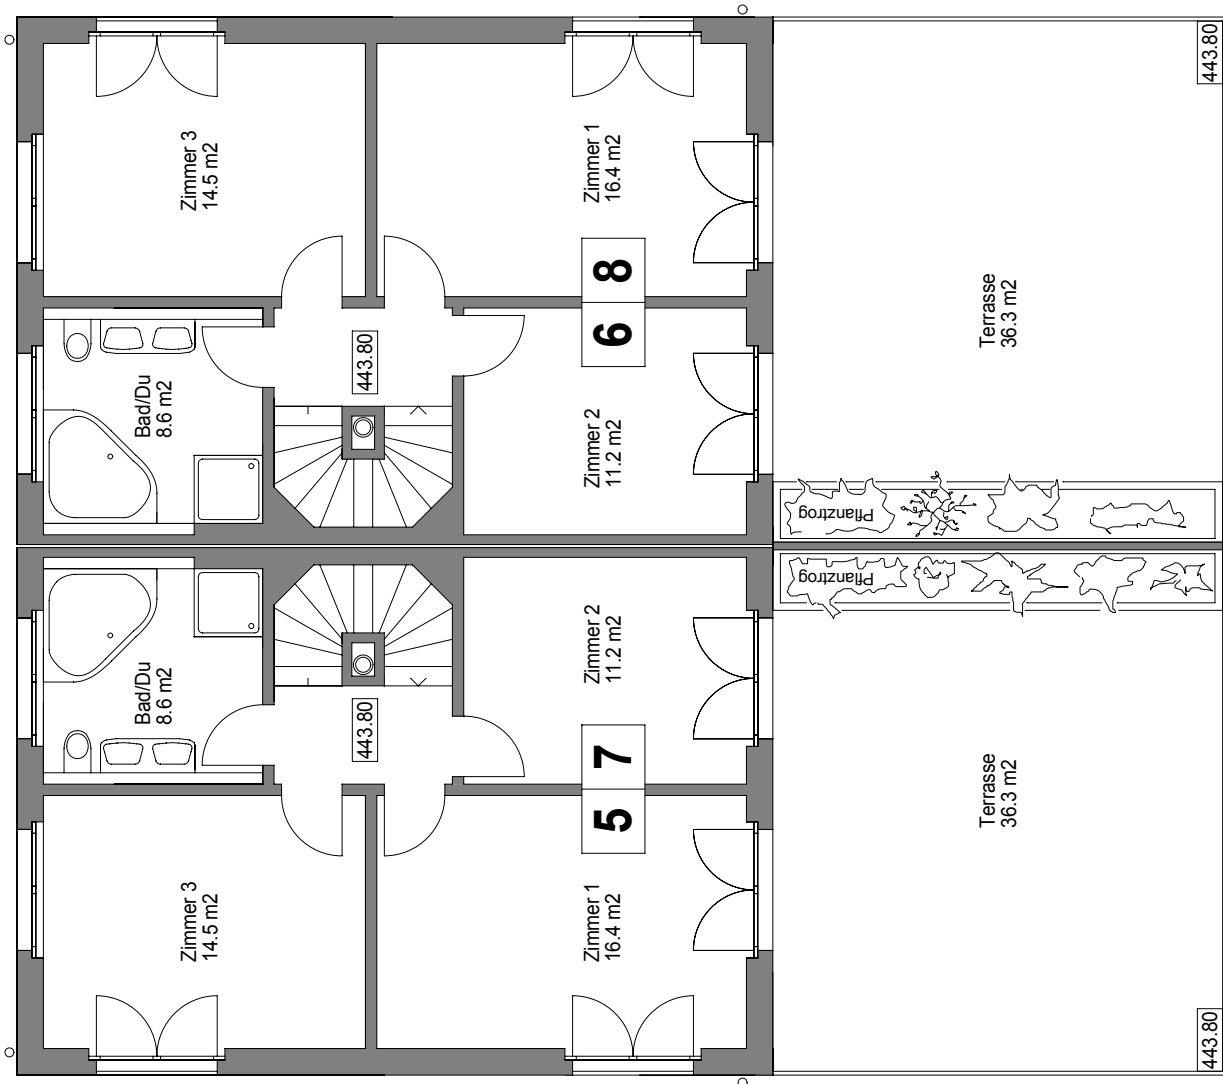 443.80
Zimmer 3
14.5 m2
Zimmer 1
16.4 m2
8
6
Terrasse
36.3 m2
443.80
Bad/Du
8.6 m2
Zimmer 2
11.2 m2
Pflanztrog
Pflanztrog
Bad/Du
8.6 m2
Zimmer 2
11.2 m2
443.80
7
5
Terrasse
36.3 m2
Zimmer 3
14.5 m2
Zimmer 1
16.4 m2
443.80